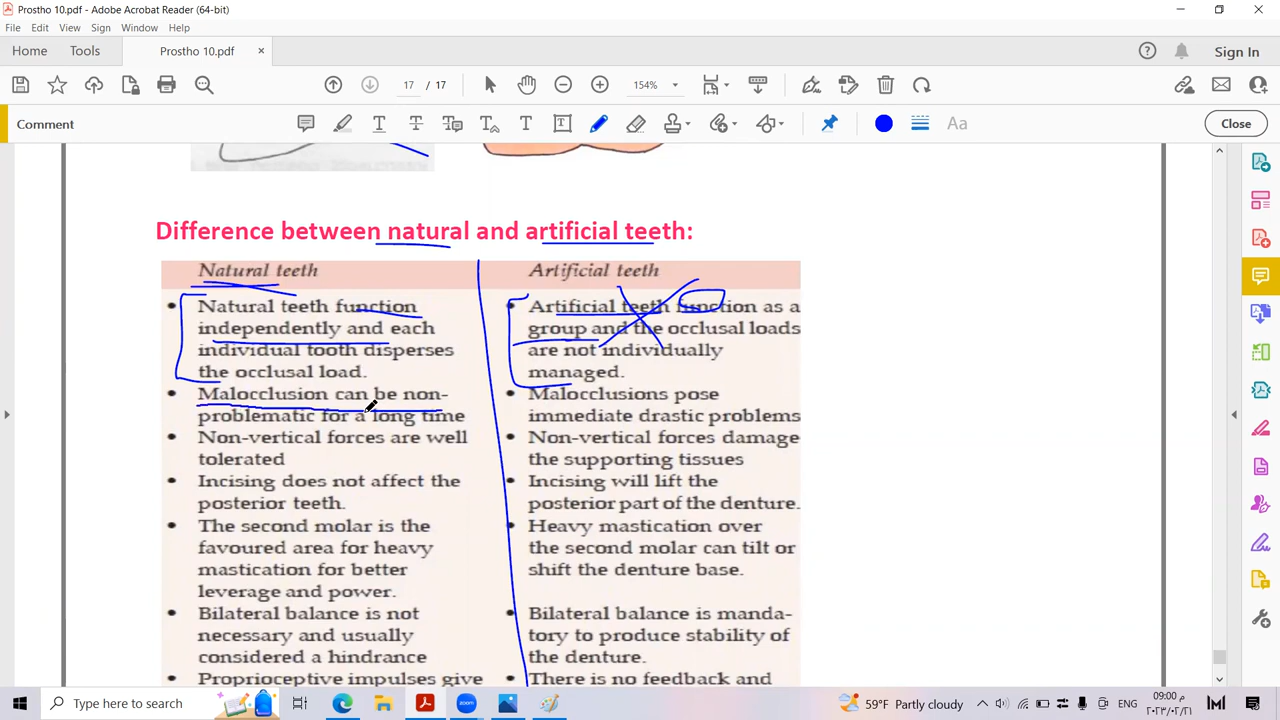 Prostho 10.pdf - Adobe Acrobat Reader (64-bit)
File Edit View Sign Window Help
Home Tools Prostho 10.pdf × Sign In
17 / 17 154%
Comment Close
Difference between natural and artificial teeth:
Natural teeth
• Natural teeth function
independently and each
individual tooth disperses
the occlusal load.
• Malocclusion can be non-
problematic for a long time
• Non-vertical forces are well
tolerated
• Incising does not affect the
posterior teeth.
• The second molar is the
favoured area for heavy
mastication for better
leverage and power.
• Bilateral balance is not
necessary and usually
considered a hindrance
• Proprioceptive impulses give
Artificial teeth
• Artificial teeth function as a
group and the occlusal loads
are not individually
managed.
• Malocclusions pose
immediate drastic problems
• Non-vertical forces damage
the supporting tissues
• Incising will lift the
posterior part of the denture.
• Heavy mastication over
the second molar can tilt or
shift the denture base.
• Bilateral balance is manda-
tory to produce stability of
the denture.
• There is no feedback and
Type here to search
zoom
59°F Partly cloudy
09:00 م